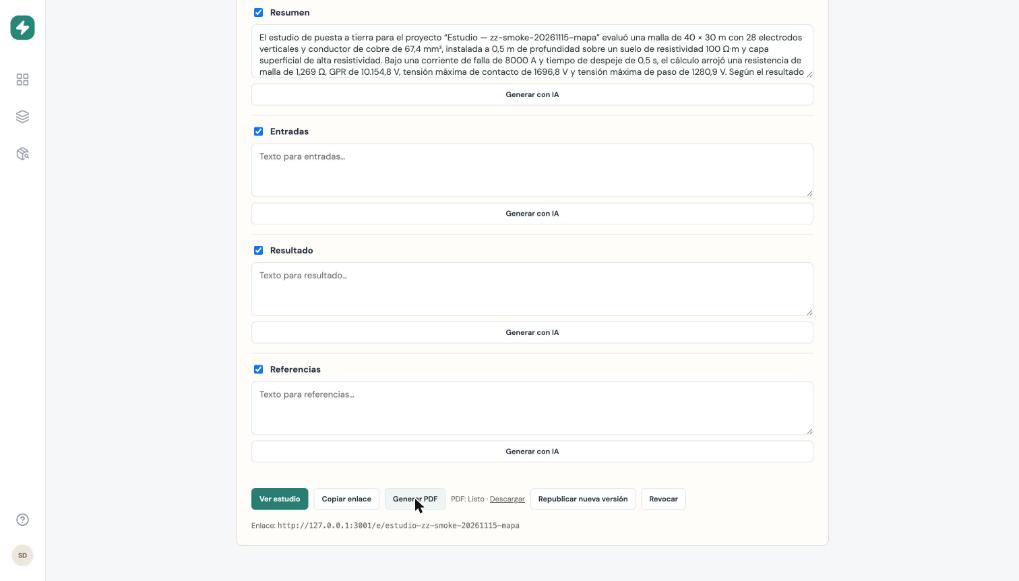 Resumen
El estudio de puesta a tierra para el proyecto “Estudio — zz-smoke-20261115-mapa” evaluó una malla de 40 × 30 m con 28 electrodos
verticales y conductor de cobre de 67,4 mm², instalada a 0,5 m de profundidad sobre un suelo de resistividad 100 Ω·m y capa
superficial de alta resistividad. Bajo una corriente de falla de 8000 A y tiempo de despeje de 0,5 s, el cálculo arrojó una resistencia de
malla de 1,269 Ω, GPR de 10.154,8 V, tensión máxima de contacto de 1696,8 V y tensión máxima de paso de 1280,9 V. Según el resultado
Generar con IA
Entradas
Texto para entradas…
Generar con IA
Resultado
Texto para resultado…
Generar con IA
Referencias
Texto para referencias…
Generar con IA
Ver estudio Copiar enlace Generar PDF PDF: Listo · Descargar Republicar nueva versión Revocar
Enlace: http://127.0.0.1:3001/e/estudio-zz-smoke-20261115-mapa
SD